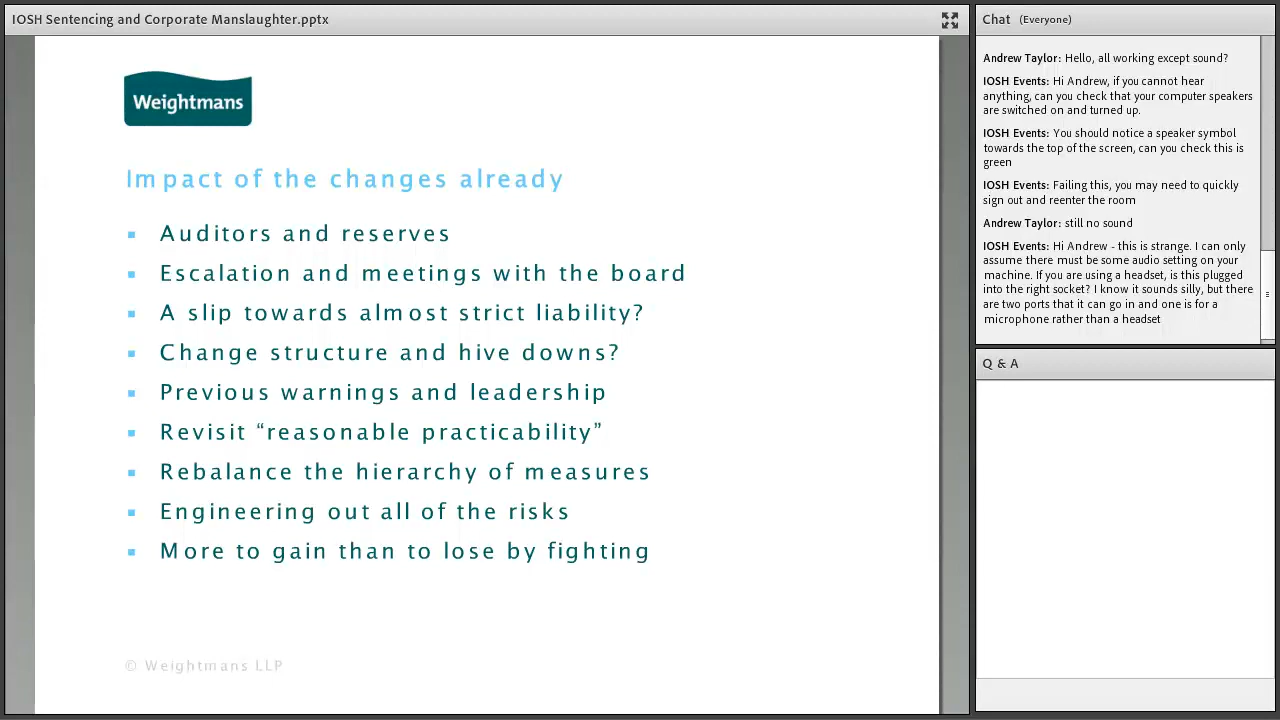 IOSH Sentencing and Corporate Manslaughter.pptx
Weightmans
Impact of the changes already
Auditors and reserves
Escalation and meetings with the board
A slip towards almost strict liability?
Change structure and hive downs?
Previous warnings and leadership
Revisit “reasonable practicability”
Rebalance the hierarchy of measures
Engineering out all of the risks
More to gain than to lose by fighting
© Weightmans LLP
Chat (Everyone)
Andrew Taylor: Hello, all working except sound?
IOSH Events: Hi Andrew, if you cannot hear
anything, can you check that your computer speakers
are switched on and turned up.
IOSH Events: You should notice a speaker symbol
towards the top of the screen, can you check this is
green
IOSH Events: Failing this, you may need to quickly
sign out and reenter the room
Andrew Taylor: still no sound
IOSH Events: Hi Andrew - this is strange. I can only
assume there must be some audio setting on your
machine. If you are using a headset, is this plugged
into the right socket? I know it sounds silly, but there
are two ports that it can go in and one is for a
microphone rather than a headset
Q & A